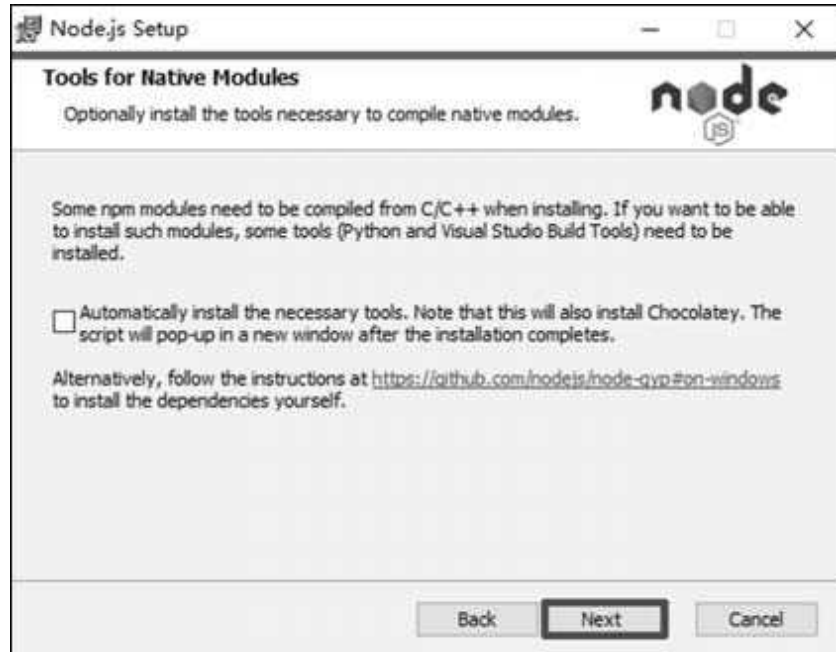 Node.js Setup
Tools for Native Modules
Optionally install the tools necessary to compile native modules.
node
JS
Some npm modules need to be compiled from C/C++ when installing. If you want to be able
to install such modules, some tools (Python and Visual Studio Build Tools) need to be
installed.
Automatically install the necessary tools. Note that this will also install Chocolatey. The
script will pop-up in a new window after the installation completes.
Alternatively, follow the instructions at https://github.com/nodejs/node-gyp#on-windows
to install the dependencies yourself.
Back Next Cancel